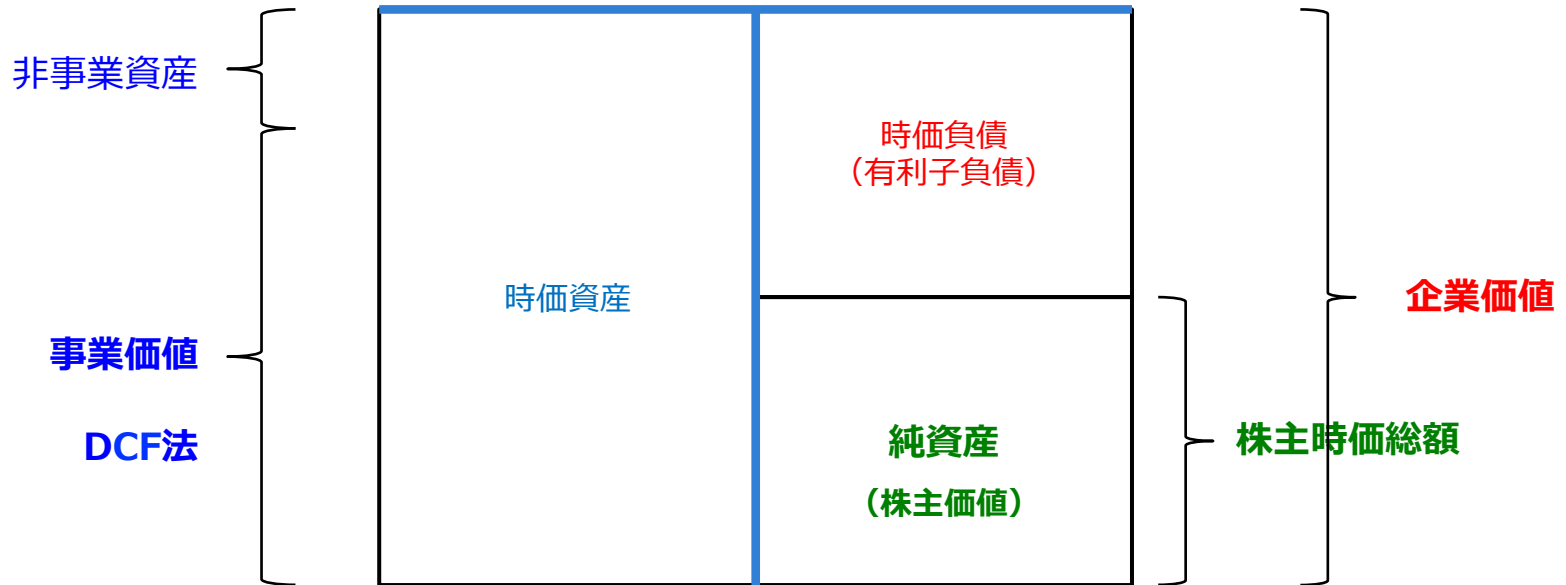 非事業資産
時価負債
（有利子負債）
時価資産
企業価値
事業価値
DCF法
純資産
（株主価値）
株主時価総額